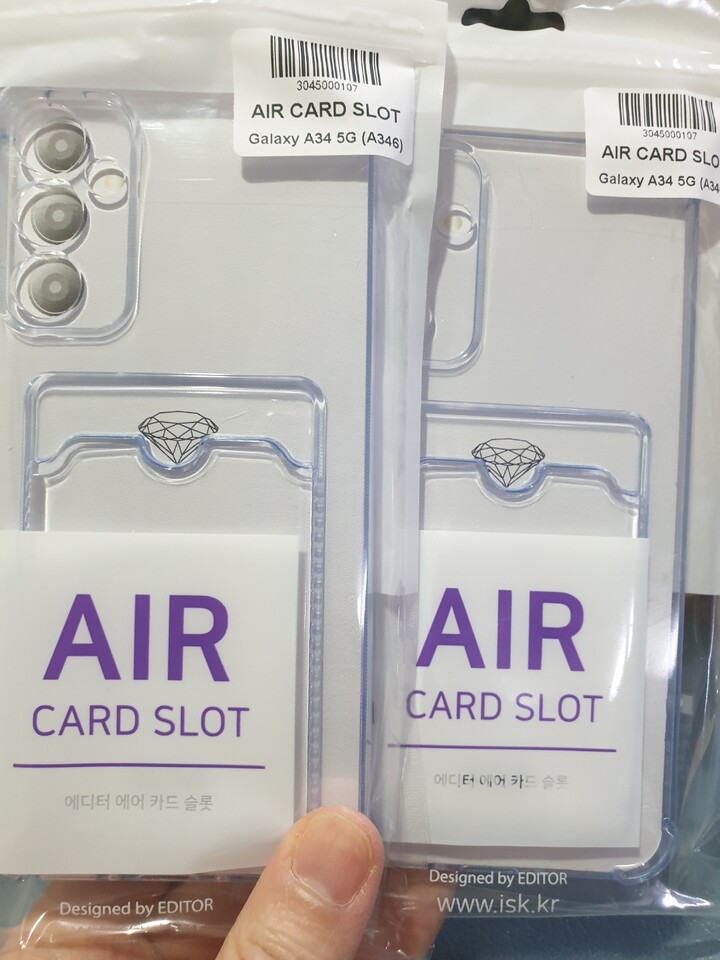 3045000107
AIR CARD SLOT
Galaxy A34 5G (A346)
AIR
CARD SLOT
에디터 에어 카드 슬롯
Designed by EDITOR
3045000107
AIR CARD SLO
Galaxy A34 5G (A34
AIR
CARD SLOT
에디터 에어 카드 슬롯
Designed by EDITOR
www.isk.kr